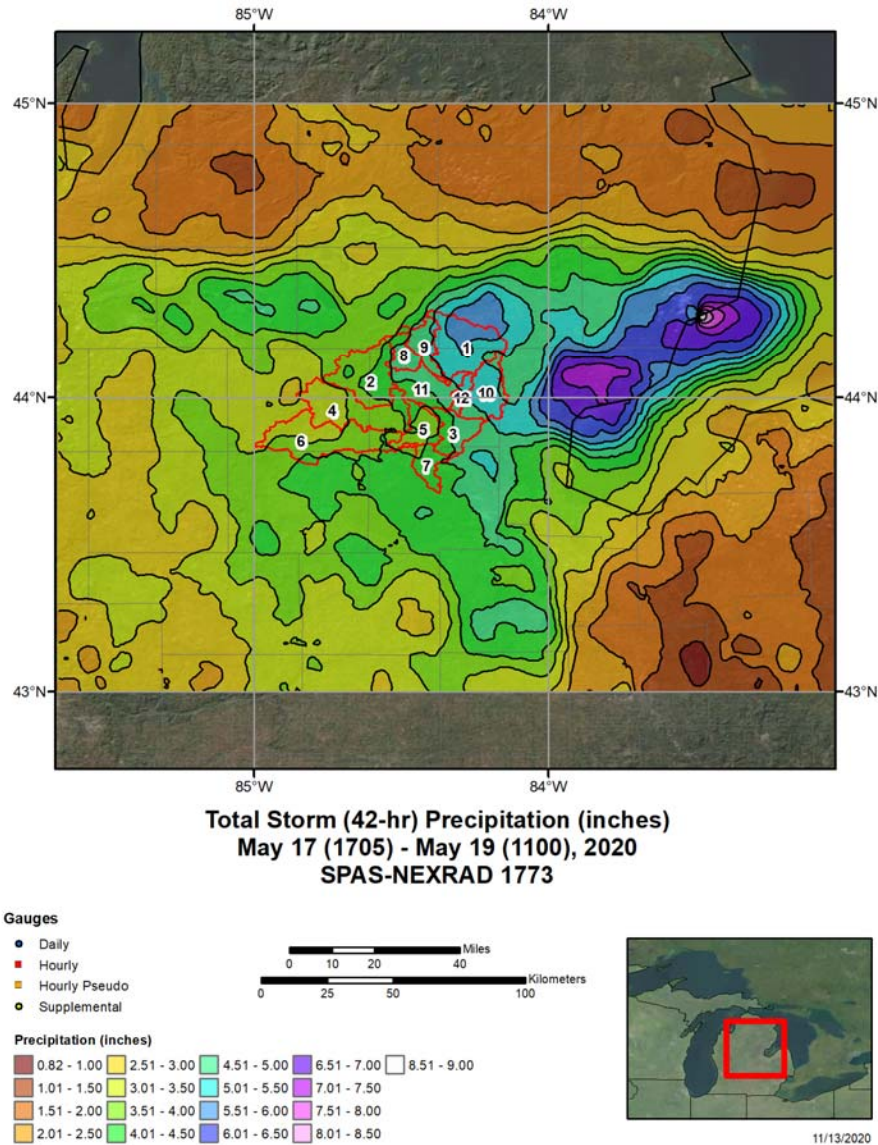 85°W 84°W
45°N 45°N
1
9
8
2
11
44°N 44°N
10
12
4
5
3
6
7
43°N 43°N
85°W 84°W
Total Storm (42-hr) Precipitation (inches)
May 17 (1705) - May 19 (1100), 2020
SPAS-NEXRAD 1773
Gauges
Daily
Hourly
Hourly Pseudo
Supplemental
Miles
0 10 20 40
Kilometers
0 25 50 100
Precipitation (inches)
0.82 - 1.00 2.51 - 3.00 4.51 - 5.00 6.51 - 7.00 8.51 - 9.00
1.01 - 1.50 3.01 - 3.50 5.01 - 5.50 7.01 - 7.50
1.51 - 2.00 3.51 - 4.00 5.51 - 6.00 7.51 - 8.00
2.01 - 2.50 4.01 - 4.50 6.01 - 6.50 8.01 - 8.50
11/13/2020